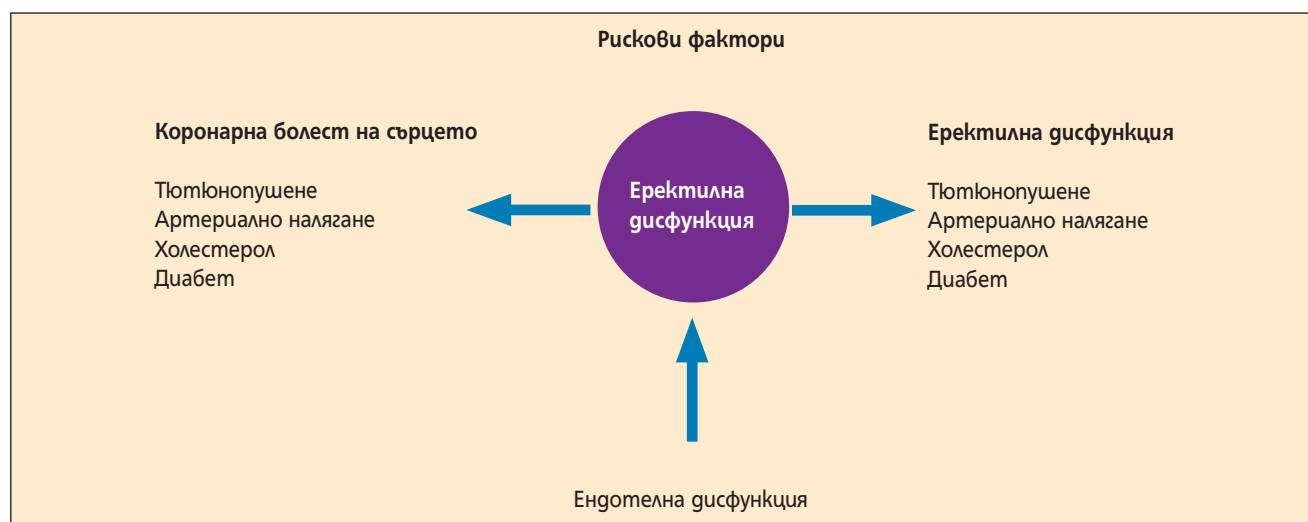 Рискови фактори
Коронарна болест на сърцето
Тютюнопушене
Артериално налягане
Холестерол
Диабет
Еректилна
дисфункция
Еректилна дисфункция
Тютюнопушене
Артериално налягане
Холестерол
Диабет
Ендотелна дисфункция